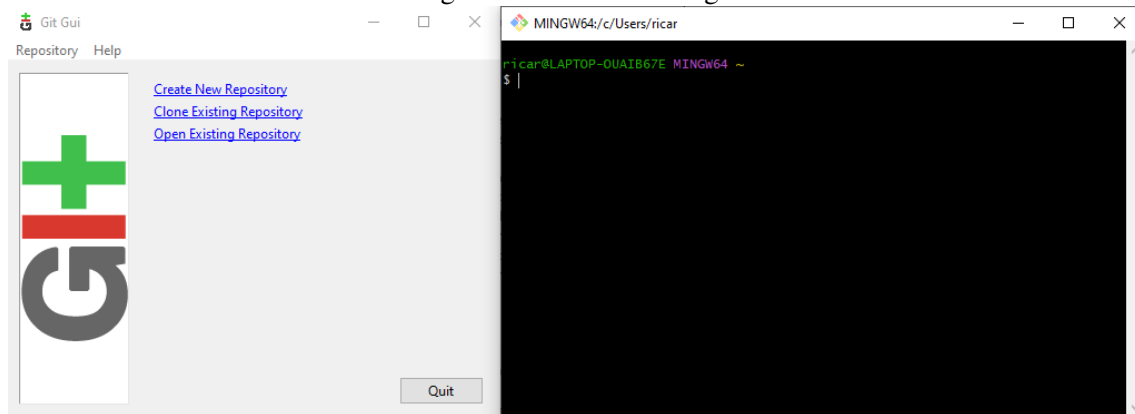 Git Gui
Repository Help
Create New Repository
Clone Existing Repository
Open Existing Repository
GIt
Quit
MINGW64:/c/Users/ricar
ricar@LAPTOP-OUAIB67E MINGW64 ~
$